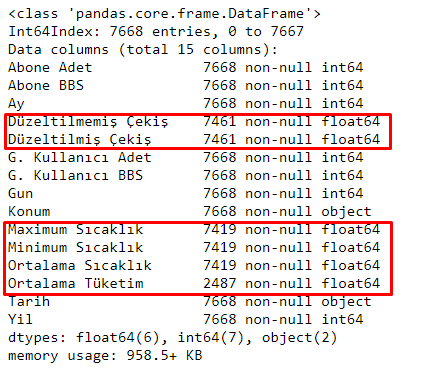 <class 'pandas.core.frame.DataFrame'>
Int64Index: 7668 entries, 0 to 7667
Data columns (total 15 columns):
Abone Adet 7668 non-null int64
Abone BBS 7668 non-null int64
Ay 7668 non-null int64
Düzeltilmemiş Çekiş 7461 non-null float64
Düzeltilmiş Çekiş 7461 non-null float64
G. Kullanıcı Adet 7668 non-null int64
G. Kullanıcı BBS 7668 non-null int64
Gun 7668 non-null int64
Konum 7668 non-null object
Maximum Sıcaklık 7419 non-null float64
Minimum Sıcaklık 7419 non-null float64
Ortalama Sıcaklık 7419 non-null float64
Ortalama Tüketim 2487 non-null float64
Tarih 7668 non-null object
Yil 7668 non-null int64
dtypes: float64(6), int64(7), object(2)
memory usage: 958.5+ KB